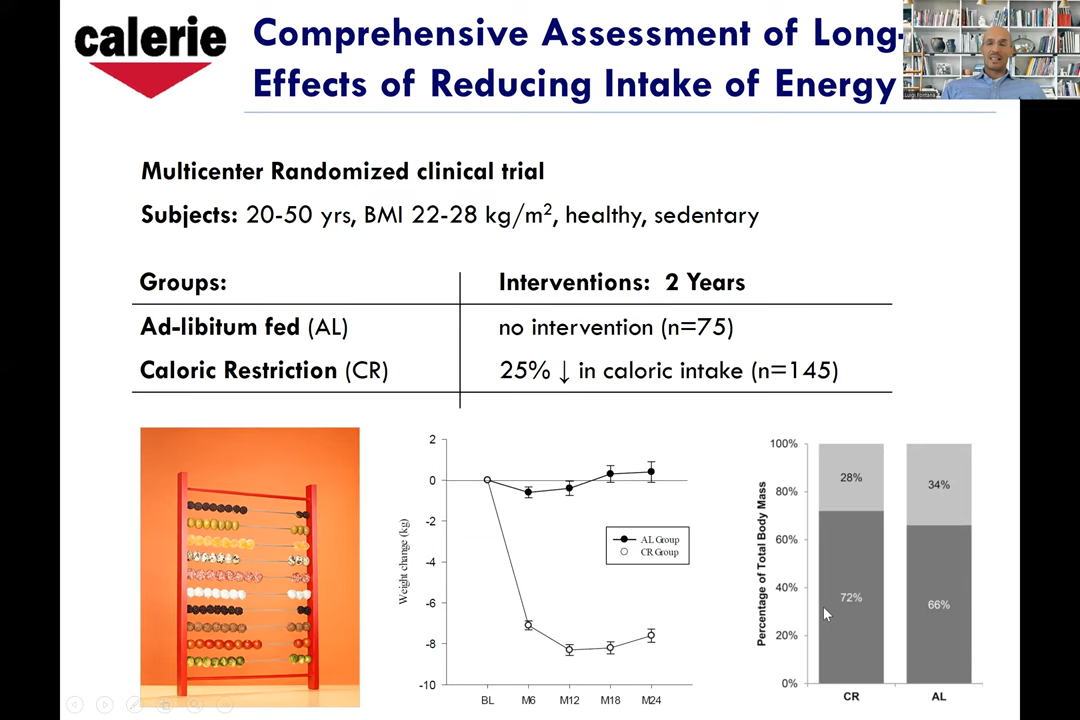 calerie
Comprehensive Assessment of Long-
Effects of Reducing Intake of Energy
Luigi Fontana
Multicenter Randomized clinical trial
Subjects: 20-50 yrs, BMI 22-28 kg/m², healthy, sedentary
Groups: Interventions: 2 Years
Ad-libitum fed (AL) no intervention (n=75)
Caloric Restriction (CR) 25% ↓ in caloric intake (n=145)
Weight change (kg)
2
0
-2
-4
-6
-8
-10
AL Group
CR Group
BL M6 M12 M18 M24
Percentage of Total Body Mass
100%
80%
60%
40%
20%
0%
28% 34%
72% 66%
CR AL